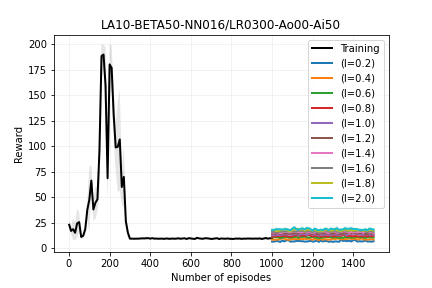 LA10-BETA50-NN016/LR0300-Ao00-Ai50
200
175
150
125
100
75
50
25
0
Reward
Training
(l=0.2)
(l=0.4)
(l=0.6)
(l=0.8)
(l=1.0)
(l=1.2)
(l=1.4)
(l=1.6)
(l=1.8)
(l=2.0)
0 200 400 600 800 1000 1200 1400
Number of episodes